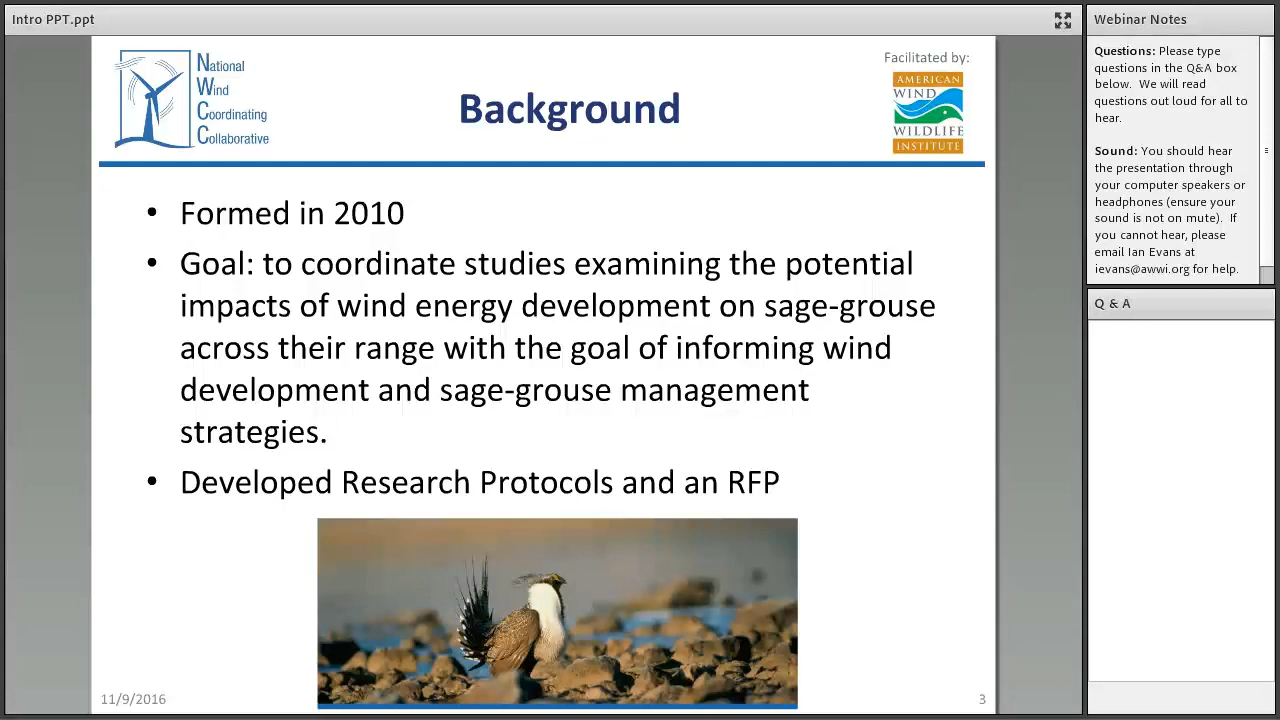 Intro PPT.ppt
National
Wind
Coordinating
Collaborative
Background
Facilitated by:
AMERICAN
WIND
WILDLIFE
INSTITUTE
• Formed in 2010
• Goal: to coordinate studies examining the potential
impacts of wind energy development on sage-grouse
across their range with the goal of informing wind
development and sage-grouse management
strategies.
• Developed Research Protocols and an RFP
11/9/2016
3
Webinar Notes
Questions: Please type
questions in the Q&A box
below. We will read
questions out loud for all to
hear.
Sound: You should hear
the presentation through
your computer speakers or
headphones (ensure your
sound is not on mute). If
you cannot hear, please
email Ian Evans at
ievans@awwi.org for help.
Q & A